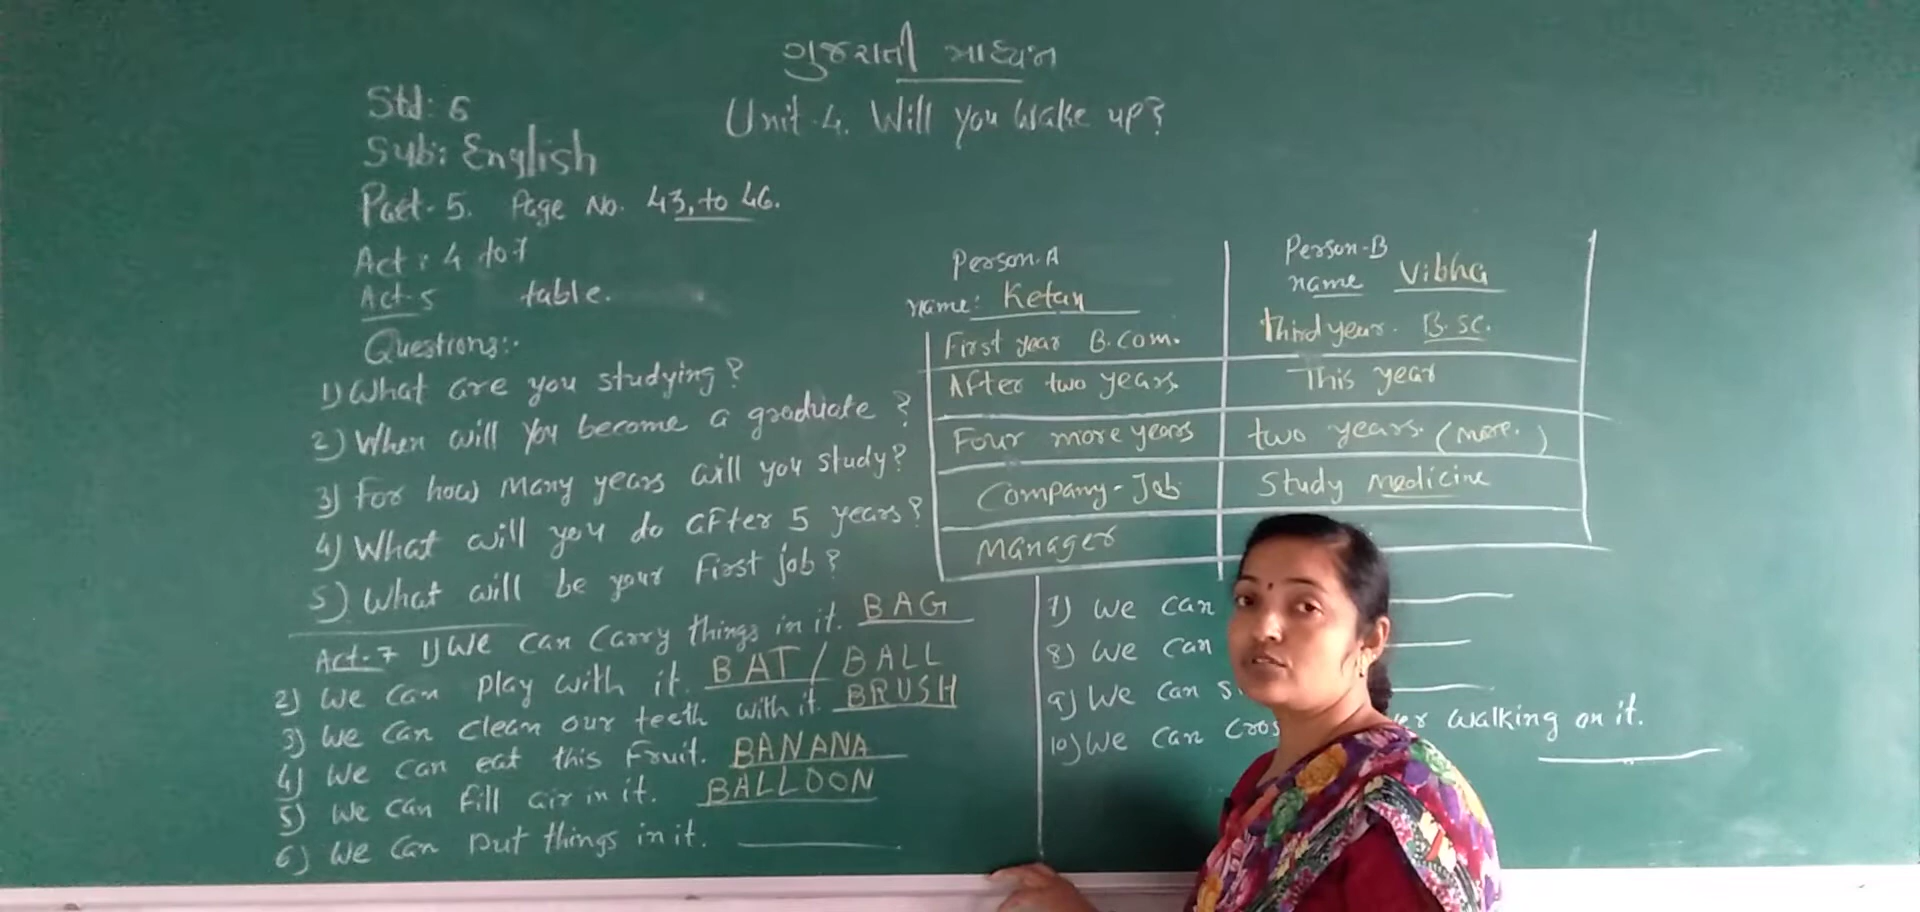 ગુજરાતી માધ્યમ
Std: 6
Unit-4. Will you wake up?
Sub: English
Part-5. Page No. 43, to 46.
Act: 4 to 7
Act-5 table.
Questions:-
1) What are you studying?
2) When will you become a graduate?
3) For how many years will you study?
4) What will you do after 5 years?
5) What will be your first job?
Person-A
name: Ketan
Person-B
name Vibha
First year B.com. Third year. B.sc.
After two years This year
Four more years two years. (more.)
Company-Job Study medicine
Manager
Act-7 1) We can carry things in it. BAG
2) We can play with it. BAT / BALL
3) We can clean our teeth with it. BRUSH
4) We can eat this fruit. BANANA
5) We can fill air in it. BALLOON
6) We can put things in it.
7) We can
8) We can
9) We can
10) We can walking on it.